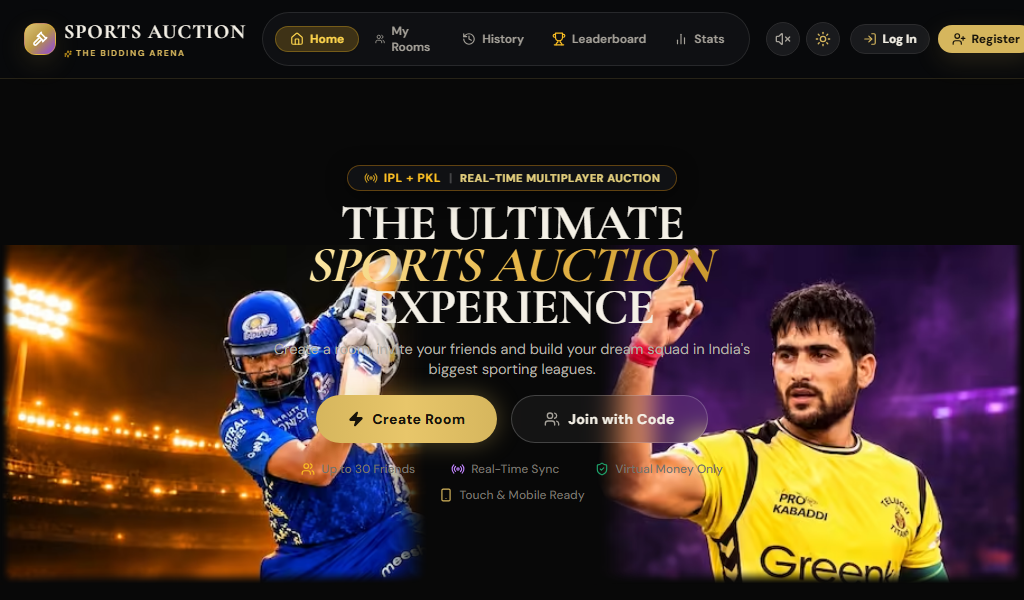 SPORTS AUCTION
THE BIDDING ARENA
Home
My Rooms
History
Leaderboard
Stats
Log In
Register
IPL + PKL | REAL-TIME MULTIPLAYER AUCTION
THE ULTIMATE
SPORTS AUCTION
EXPERIENCE
Create a room, invite your friends and build your dream squad in India's
biggest sporting leagues.
Create Room
Join with Code
Up to 30 Friends
Real-Time Sync
Virtual Money Only
Touch & Mobile Ready
ASTRAL
PIPES
meesh
PRO
KABADDI
TELUGU
TITANS
Greenk